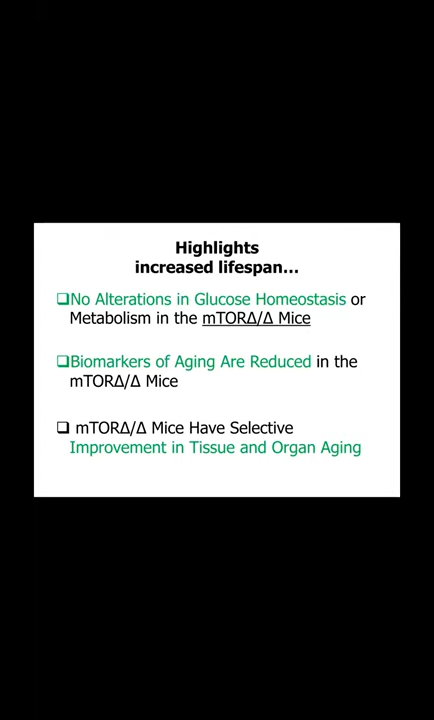 Highlights
increased lifespan...
❑No Alterations in Glucose Homeostasis or
Metabolism in the mTORΔ/Δ Mice
❑Biomarkers of Aging Are Reduced in the
mTORΔ/Δ Mice
❑ mTORΔ/Δ Mice Have Selective
Improvement in Tissue and Organ Aging